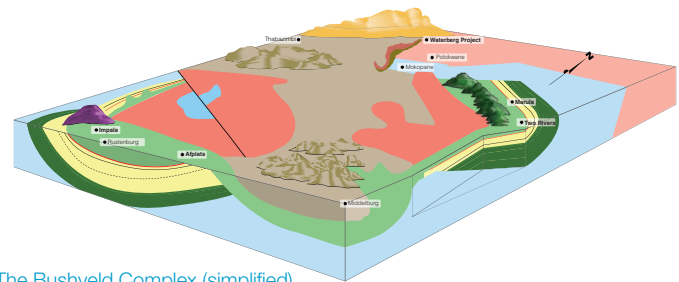 Thabazimbi
Waterberg Project
Polokwane
Mokopane
N
Marula
Two Rivers
Impala
Rustenburg
Afplats
Middelburg
The Bushveld Complex (simplified)